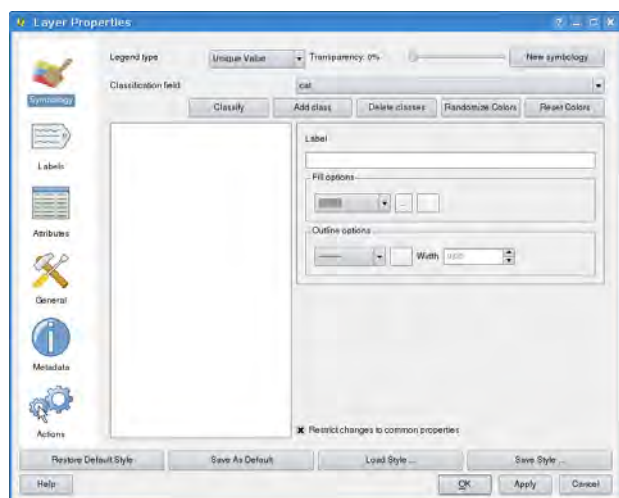 Layer Properties
Legend type Unique Value Transparency: 0% New symbology
Classification field cat
Symbology
Classify Add class Delete classes Randomize Colors Reset Colors
Label
Labels
Fill options
...
Attributes
Outline options
Width
General
Metadata
Actions
Restrict changes to common properties
Restore Default Style Save As Default Load Style ... Save Style ...
Help OK Apply Cancel